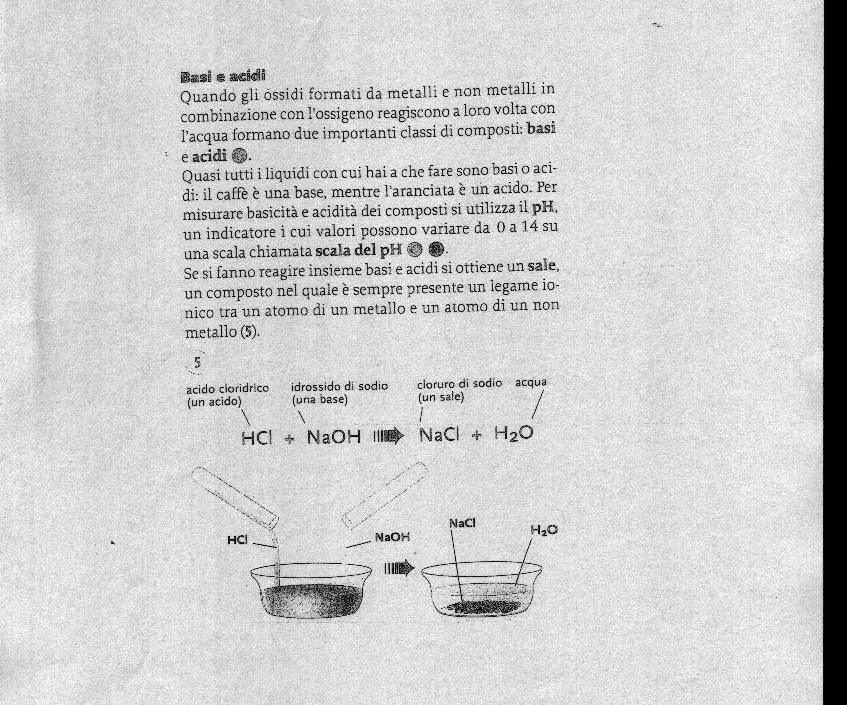 Basi e acidi
Quando gli ossidi formati da metalli e non metalli in
combinazione con l'ossigeno reagiscono a loro volta con
l'acqua formano due importanti classi di composti: basi
e acidi.
Quasi tutti i liquidi con cui hai a che fare sono basi o aci-
di: il caffè è una base, mentre l'aranciata è un acido. Per
misurare basicità e acidità dei composti si utilizza il pH,
un indicatore i cui valori possono variare da 0 a 14 su
una scala chiamata scala del pH.
Se si fanno reagire insieme basi e acidi si ottiene un sale,
un composto nel quale è sempre presente un legame io-
nico tra un atomo di un metallo e un atomo di un non
metallo (5).
5
acido cloridrico idrossido di sodio cloruro di sodio acqua
(un acido) (una base) (un sale)
HCl + NaOH NaCl + H₂O
HCl NaOH NaCl H₂O